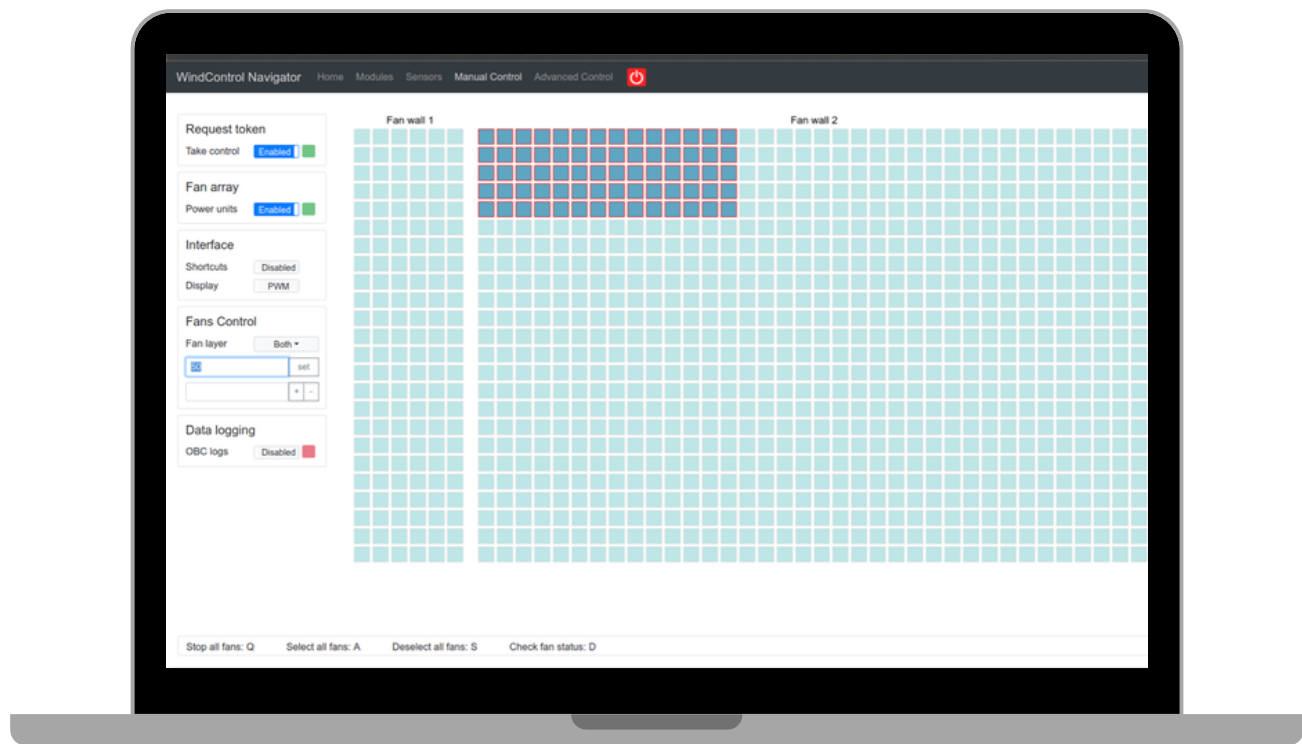 WindControl Navigator Home Modules Sensors Manual Control Advanced Control
Request token
Take control Enabled
Fan array
Power units Enabled
Interface
Shortcuts Disabled
Display PWM
Fans Control
Fan layer Both
50 set
+ -
Data logging
OBC logs Disabled
Fan wall 1 Fan wall 2
Stop all fans: Q Select all fans: A Deselect all fans: S Check fan status: D